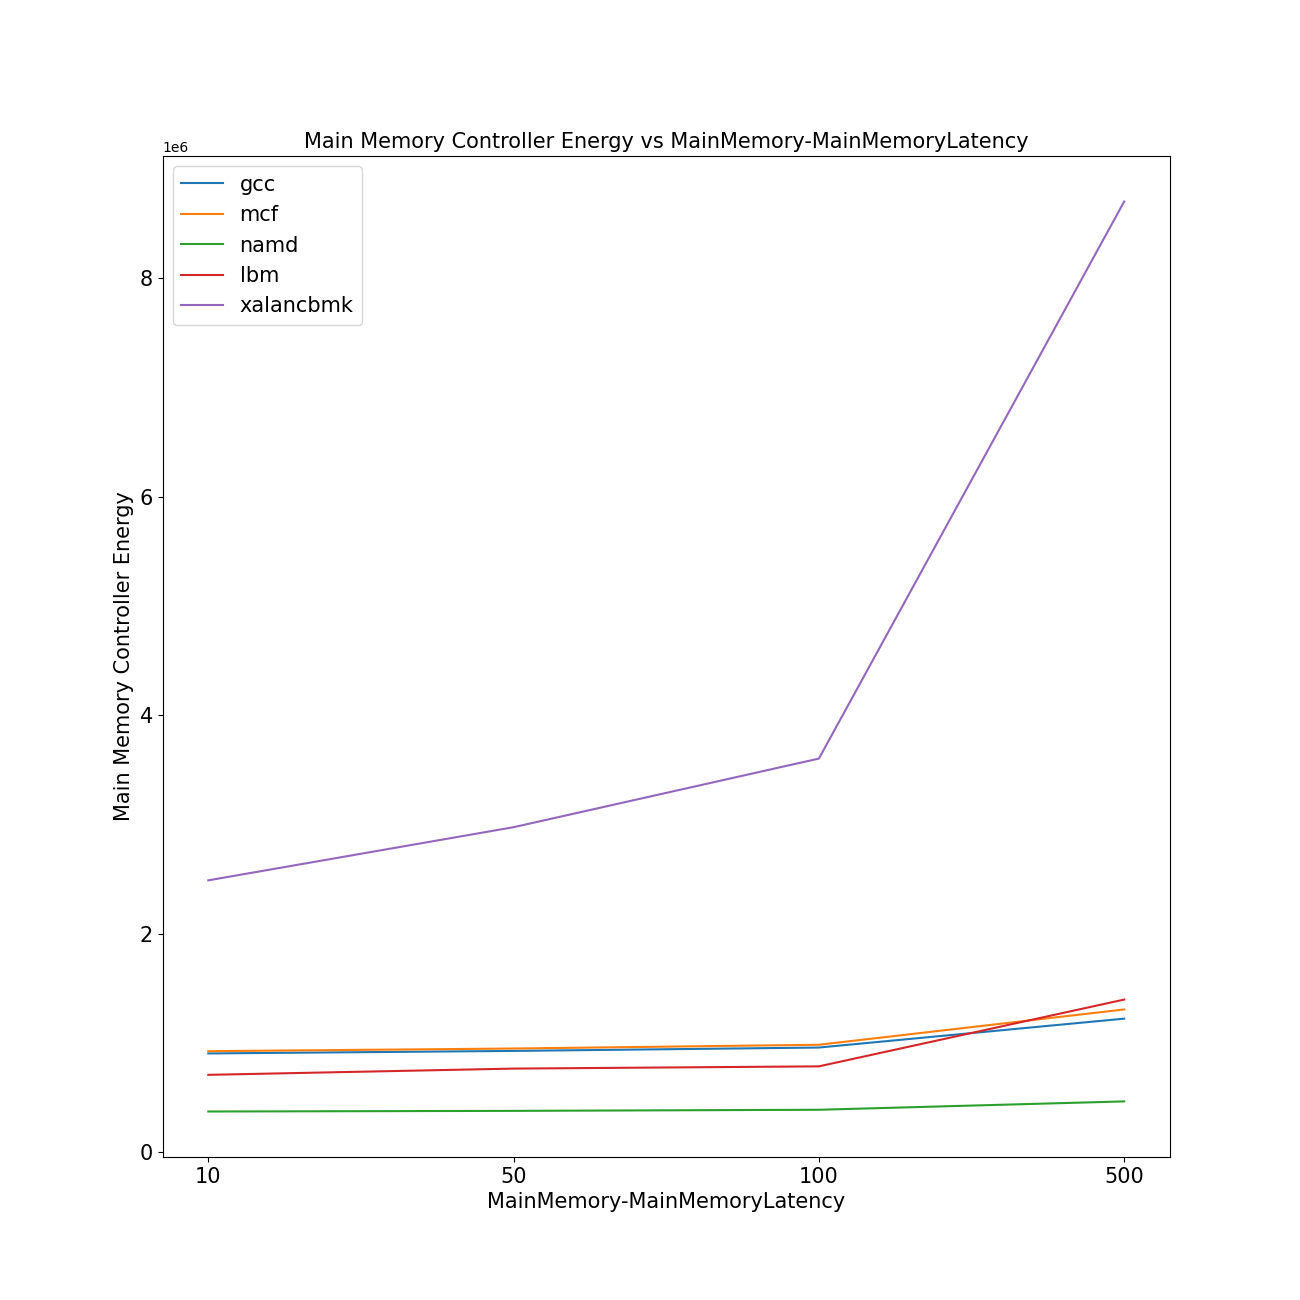 Main Memory Controller Energy vs MainMemory-MainMemoryLatency
1e6
gcc
mcf
namd
lbm
xalancbmk
8
6
4
2
0
Main Memory Controller Energy
10 50 100 500
MainMemory-MainMemoryLatency